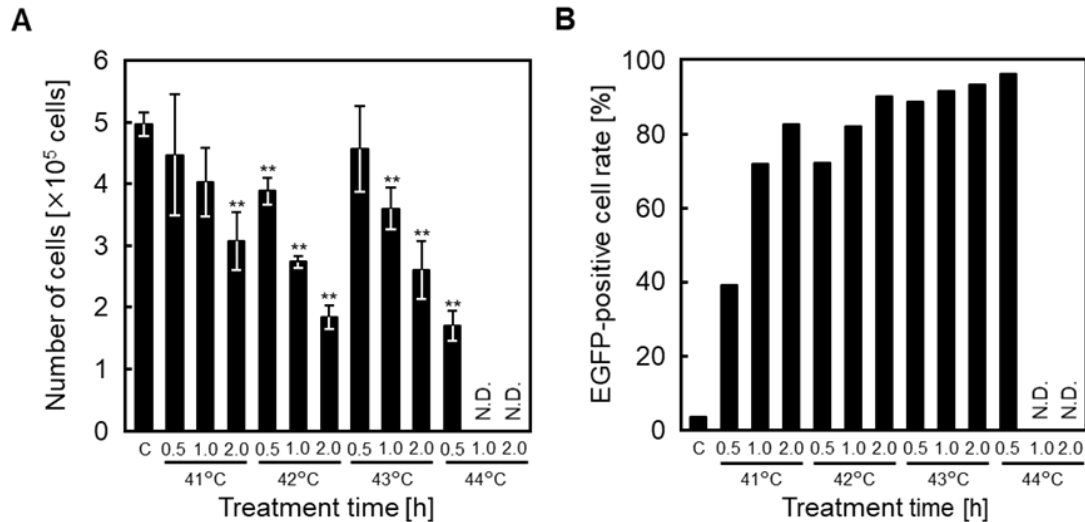 A
Number of cells [×10⁵ cells]
6
5
4
3
2
1
0
**
**
**
**
**
**
**
N.D.
N.D.
C 0.5 1.0 2.0 0.5 1.0 2.0 0.5 1.0 2.0 0.5 1.0 2.0
41°C 42°C 43°C 44°C
Treatment time [h]
B
EGFP-positive cell rate [%]
100
80
60
40
20
0
N.D.
N.D.
C 0.5 1.0 2.0 0.5 1.0 2.0 0.5 1.0 2.0 0.5 1.0 2.0
41°C 42°C 43°C 44°C
Treatment time [h]